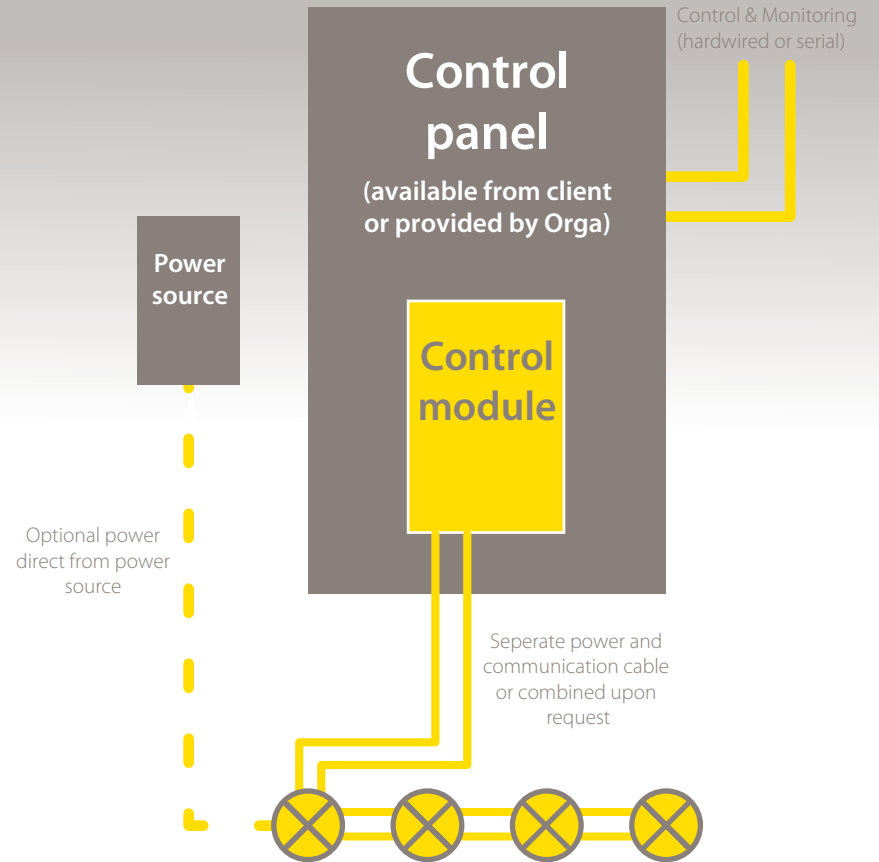 Control & Monitoring
(hardwired or serial)
Control
panel
(available from client
or provided by Orga)
Power
source
Control
module
Optional power
direct from power
source
Seperate power and
communication cable
or combined upon
request